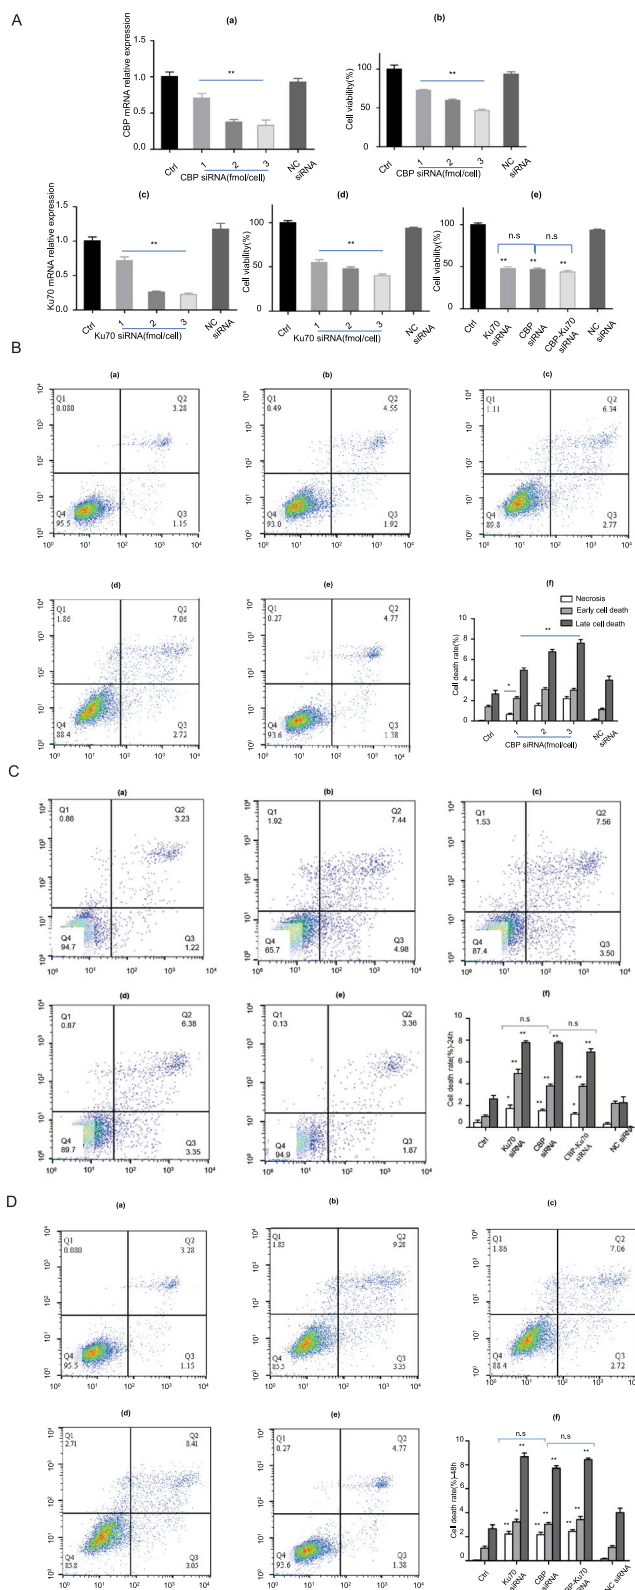 A
(a)
CBP mRNA relative expression
1.5
1.0
0.5
0.0
**
Ctrl
1
2
3
NC siRNA
CBP siRNA(fmol/cell)
(b)
Cell viability(%)
100
50
0
**
Ctrl
1
2
3
NC siRNA
CBP siRNA(fmol/cell)
(c)
Ku70 mRNA relative expression
1.5
1.0
0.5
0.0
**
Ctrl
1
2
3
NC siRNA
Ku70 siRNA(fmol/cell)
(d)
Cell viability(%)
100
50
0
**
Ctrl
1
2
3
NC siRNA
Ku70 siRNA(fmol/cell)
(e)
Cell viability(%)
100
50
0
n.s
n.s
**
**
**
Ctrl
Ku70 siRNA
CBP siRNA
CBP-Ku70 siRNA
NC siRNA
B
(a)
Q1
0.080
Q2
3.28
Q4
95.5
Q3
1.15
(b)
Q1
0.49
Q2
4.55
Q4
93.0
Q3
1.92
(c)
Q1
1.11
Q2
6.34
Q4
89.8
Q3
2.77
(d)
Q1
1.86
Q2
7.06
Q4
88.4
Q3
2.72
(e)
Q1
0.27
Q2
4.77
Q4
93.6
Q3
1.38
(f)
Necrosis
Early cell death
Late cell death
Cell death rate(%)
10
8
6
4
2
0
*
**
Ctrl
1
2
3
NC siRNA
CBP siRNA(fmol/cell)
C
(a)
Q1
0.86
Q2
3.23
Q4
94.7
Q3
1.22
(b)
Q1
1.92
Q2
7.44
Q4
65.7
Q3
4.98
(c)
Q1
1.53
Q2
7.56
Q4
87.4
Q3
3.50
(d)
Q1
0.87
Q2
6.38
Q4
89.7
Q3
3.35
(e)
Q1
0.13
Q2
3.36
Q4
94.9
Q3
1.87
(f)
Cell death rate(%)-24h
10
8
6
4
2
0
n.s
n.s
*
**
**
**
**
**
*
**
**
Ctrl
Ku70 siRNA
CBP siRNA
CBP-Ku70 siRNA
NC siRNA
D
(a)
Q1
0.080
Q2
3.28
Q4
95.5
Q3
1.15
(b)
Q1
1.83
Q2
9.28
Q4
85.5
Q3
3.35
(c)
Q1
1.86
Q2
7.06
Q4
88.4
Q3
2.72
(d)
Q1
2.71
Q2
8.41
Q4
85.8
Q3
3.05
(e)
Q1
0.27
Q2
4.77
Q4
93.6
Q3
1.38
(f)
Cell death rate(%)-48h
10
8
6
4
2
0
n.s
n.s
**
*
**
**
**
**
**
**
**
Ctrl
Ku70 siRNA
CBP siRNA
NC siRNA